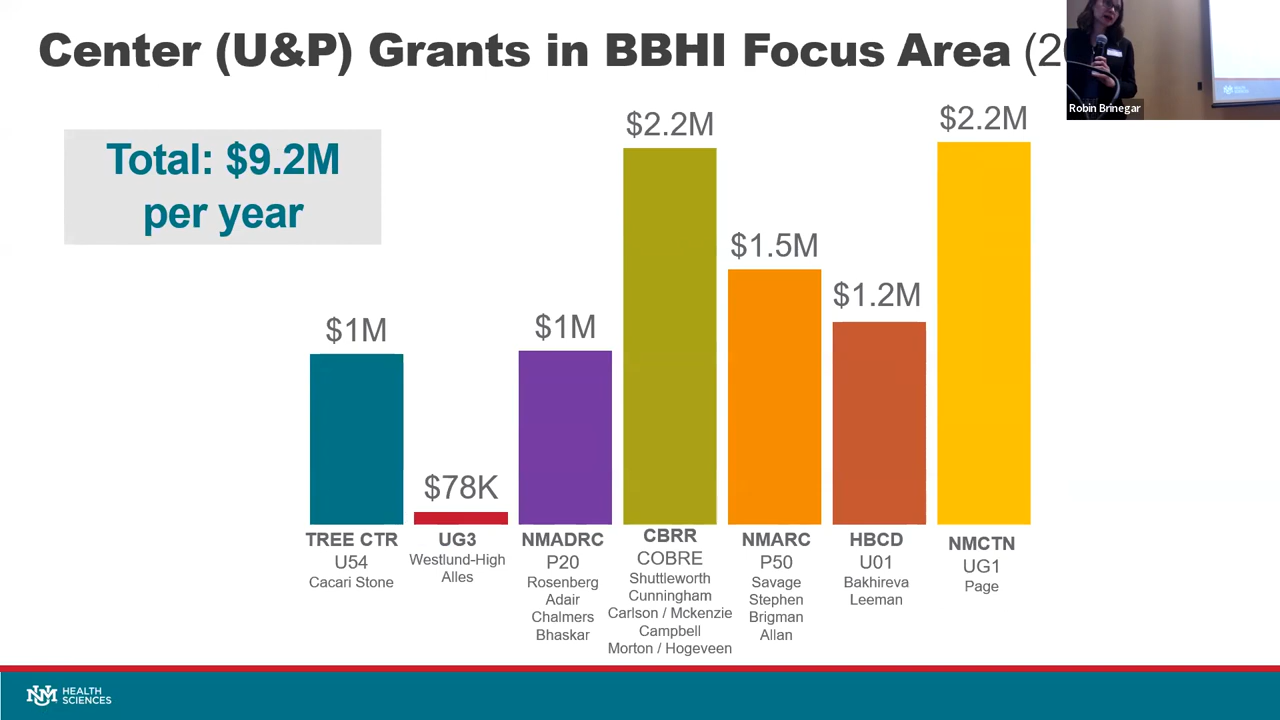 Center (U&P) Grants in BBHI Focus Area (2
Robin Brinegar
Total: $9.2M
per year
$1M
$78K
$1M
$2.2M
$1.5M
$1.2M
$2.2M
TREE CTR
U54
Cacari Stone
UG3
Westlund-High
Alles
NMADRC
P20
Rosenberg
Adair
Chalmers
Bhaskar
CBRR
COBRE
Shuttleworth
Cunningham
Carlson / Mckenzie
Campbell
Morton / Hogeveen
NMARC
P50
Savage
Stephen
Brigman
Allan
HBCD
U01
Bakhireva
Leeman
NMCTN
UG1
Page
UNM HEALTH
SCIENCES